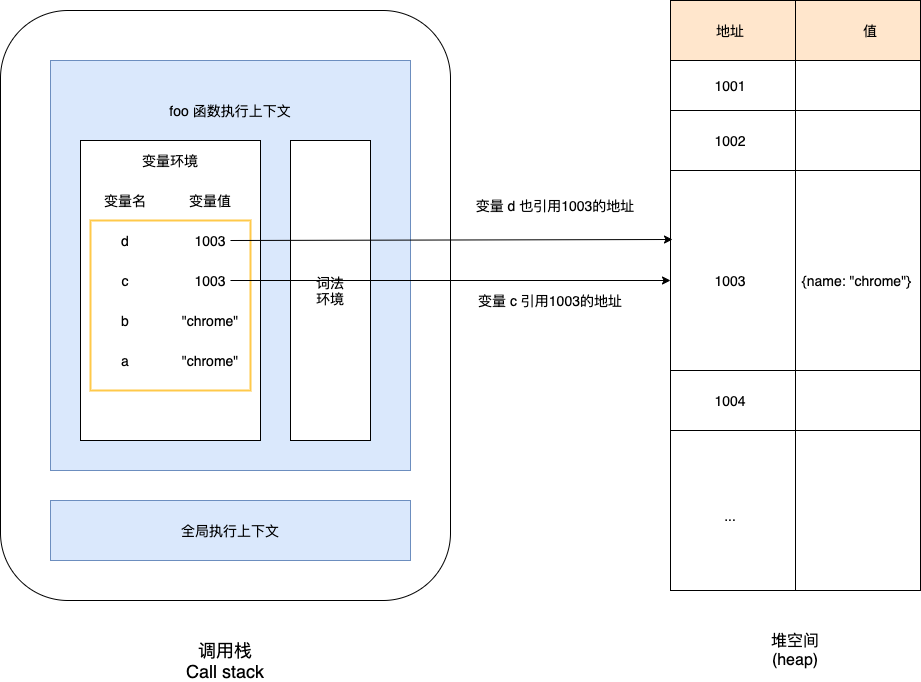 foo 函数执行上下文
变量环境
变量名 变量值
d 1003
c 1003
b "chrome"
a "chrome"
词法
环境
全局执行上下文
调用栈
Call stack
变量 d 也引用1003的地址
变量 c 引用1003的地址
地址 值
1001
1002
1003 {name: "chrome"}
1004
...
堆空间
(heap)